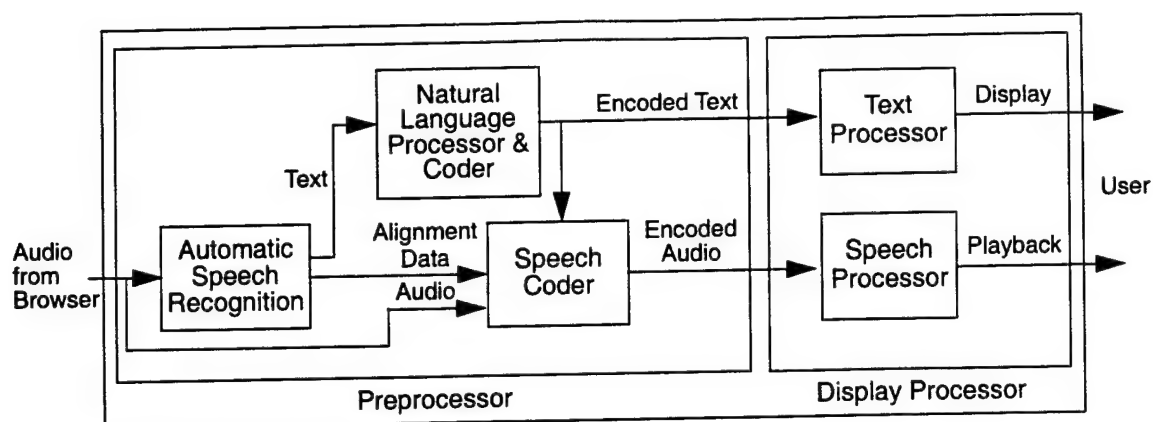 Natural
Language
Processor &
Coder
Encoded Text
Text
Processor
Display
Text
User
Audio
from
Browser
Automatic
Speech
Recognition
Alignment
Data
Audio
Speech
Coder
Encoded
Audio
Speech
Processor
Playback
Preprocessor
Display Processor